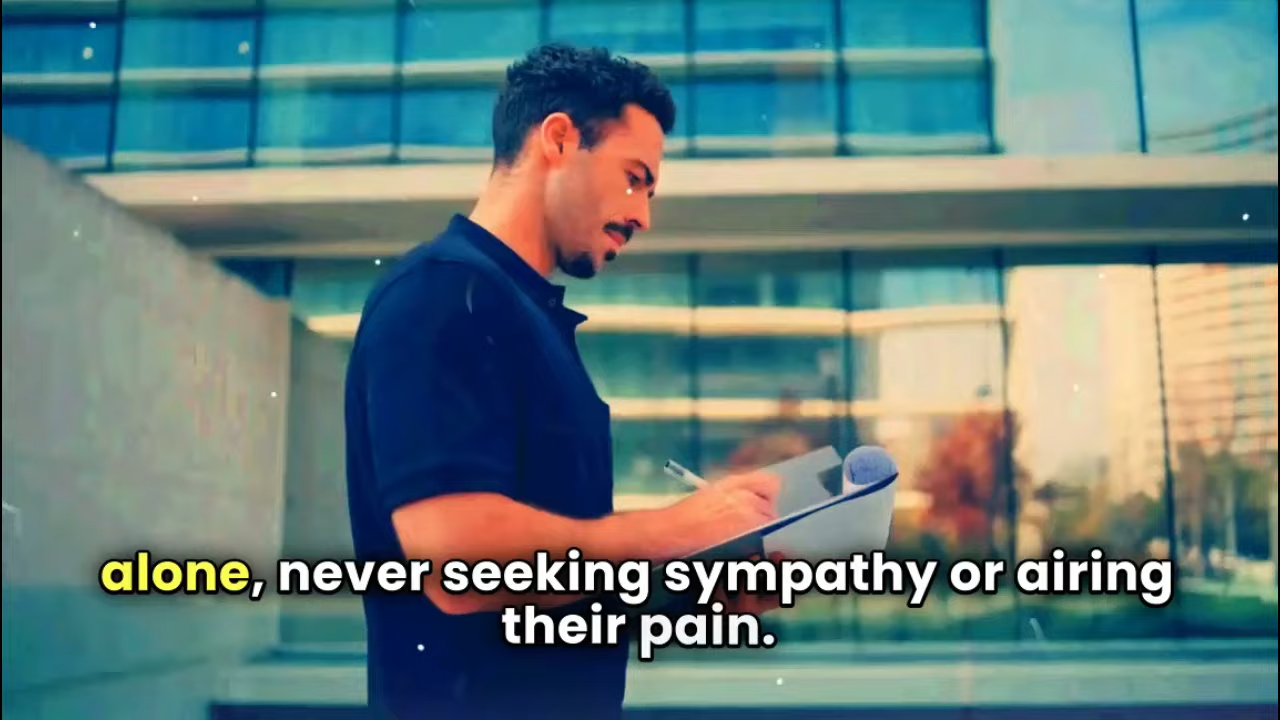 alone, never seeking sympathy or airing
their pain.